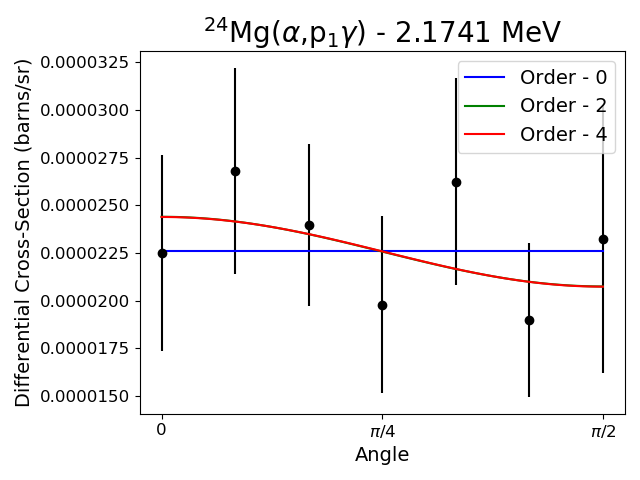 ²⁴Mg(α,p₁γ) - 2.1741 MeV
Differential Cross-Section (barns/sr)
0.0000325
0.0000300
0.0000275
0.0000250
0.0000225
0.0000200
0.0000175
0.0000150
Order - 0
Order - 2
Order - 4
0 π/4 π/2
Angle